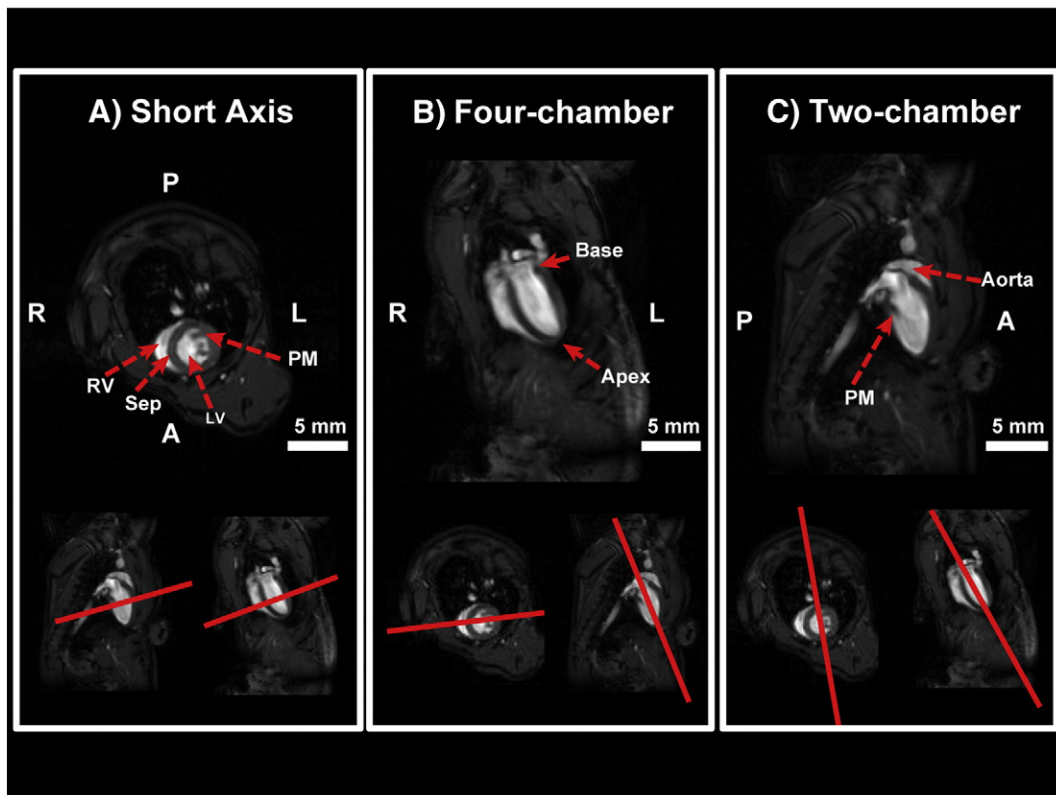 A) Short Axis
P
R
L
RV
Sep
LV
PM
A
5 mm
B) Four-chamber
Base
R
L
Apex
5 mm
C) Two-chamber
Aorta
P
A
PM
5 mm